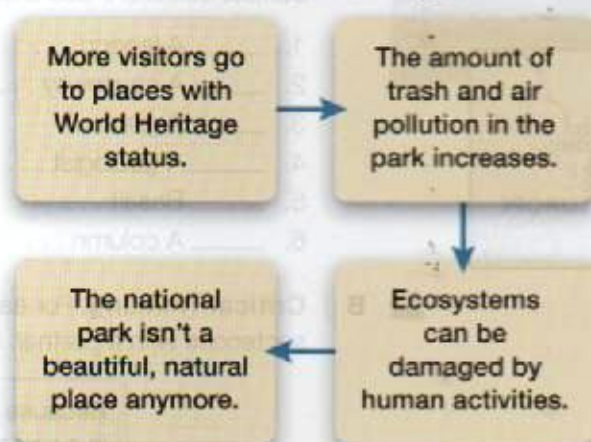 More visitors go
to places with
World Heritage
status.
The amount of
trash and air
pollution in the
park increases.
Ecosystems
can be
damaged by
human activities.
The national
park isn't a
beautiful, natural
place anymore.